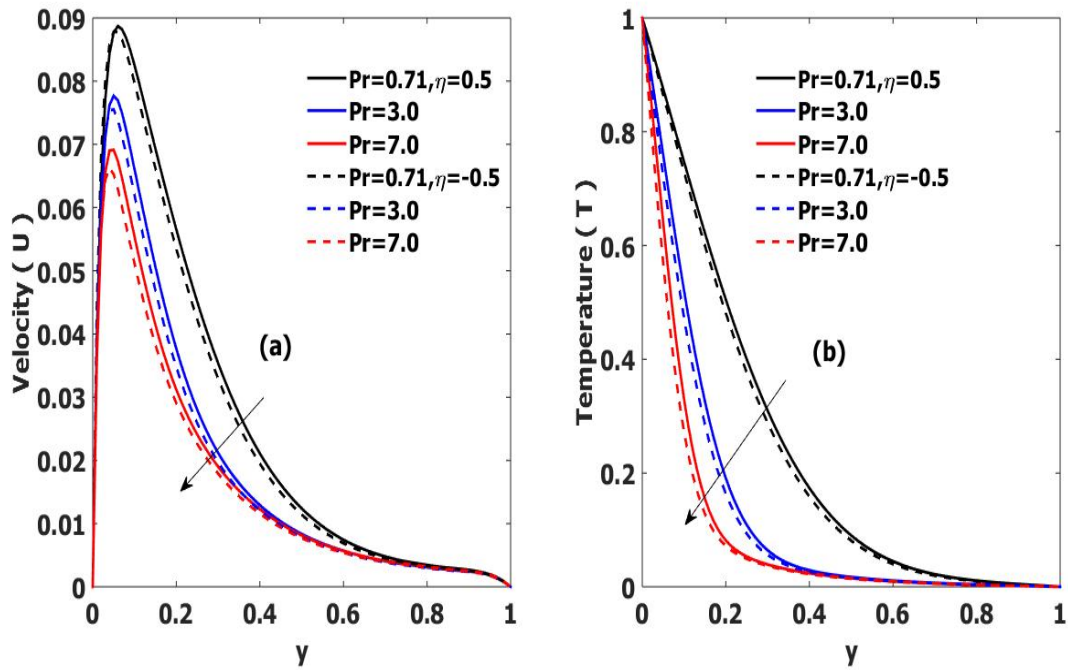 0.09
0.08
0.07
0.06
0.05
0.04
0.03
0.02
0.01
0
Velocity ( U )
Pr=0.71,η=0.5
Pr=3.0
Pr=7.0
Pr=0.71,η=-0.5
Pr=3.0
Pr=7.0
(a)
0 0.2 0.4 0.6 0.8 1
y
1
0.8
0.6
0.4
0.2
0
Temperature ( T )
Pr=0.71,η=0.5
Pr=3.0
Pr=7.0
Pr=0.71,η=-0.5
Pr=3.0
Pr=7.0
(b)
0 0.2 0.4 0.6 0.8 1
y